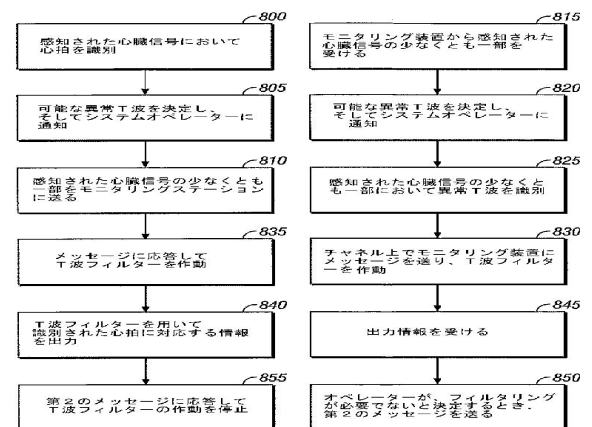 800
感知された心臓信号において
心拍を識別
805
可能な異常T波を決定し、
そしてシステムオペレーターに
通知
810
感知された心臓信号の少なくとも
一部をモニタリングステーション
に送る
835
メッセージに応答して
T波フィルターを作動
840
T波フィルターを用いて
識別された心拍に対応する情報
を出力
855
第2のメッセージに応答して
T波フィルターの作動を停止
815
モニタリング装置から感知された
心臓信号の少なくとも一部を
受ける
820
可能な異常T波を決定し、
そしてシステムオペレーターに
通知
825
感知された心臓信号の少なくと
も一部において異常T波を識別
830
チャネル上でモニタリング装置に
メッセージを送り、T波フィルタ
ーを作動
845
出力情報を受ける
850
オペレーターが、フィルタリング
が必要でないと決定するとき、
第2のメッセージを送る